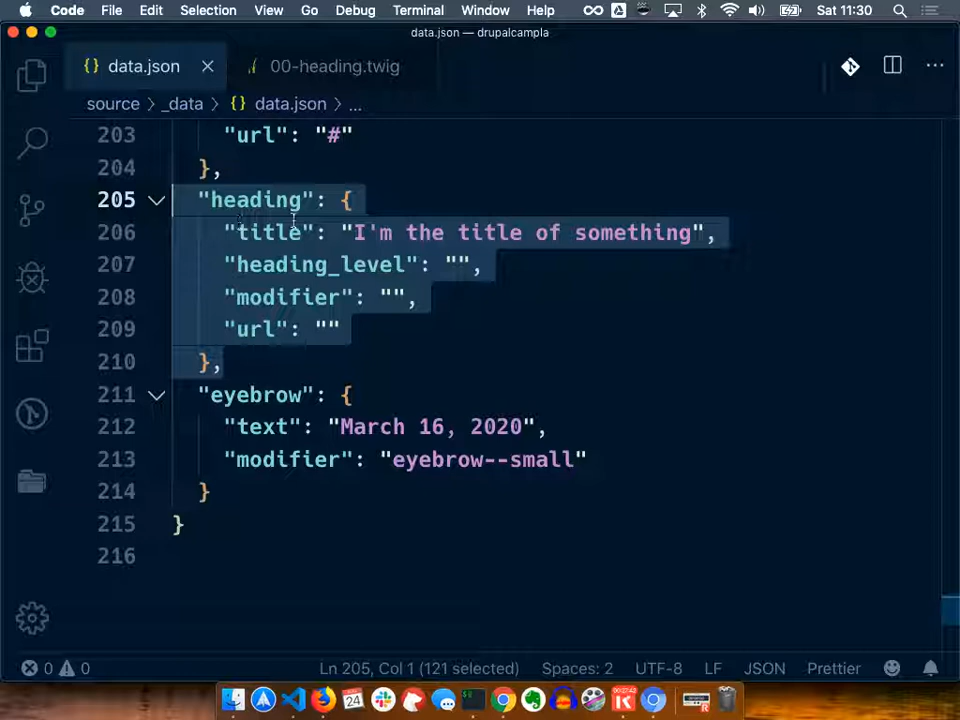 Code File Edit Selection View Go Debug Terminal Window Help Sat 11:30
data.json — drupalcampla
{} data.json 00-heading.twig
source > _data > {} data.json > ...
203 "url": "#"
204 },
205 "heading": {
206 "title": "I'm the title of something",
207 "heading_level": "",
208 "modifier": "",
209 "url": ""
210 },
211 "eyebrow": {
212 "text": "March 16, 2020",
213 "modifier": "eyebrow--small"
214 }
215 }
216
0 0 Ln 205, Col 1 (121 selected) Spaces: 2 UTF-8 LF JSON Prettier
24